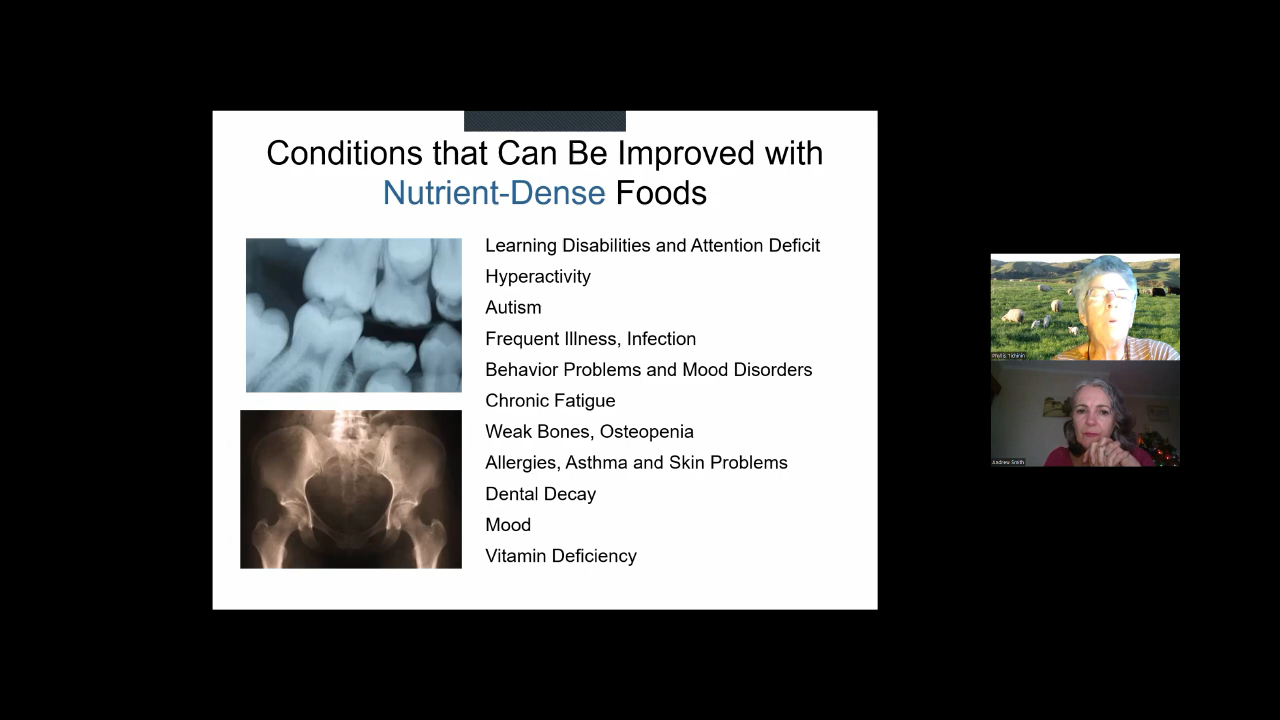 Conditions that Can Be Improved with
Nutrient-Dense Foods
Learning Disabilities and Attention Deficit
Hyperactivity
Autism
Frequent Illness, Infection
Behavior Problems and Mood Disorders
Chronic Fatigue
Weak Bones, Osteopenia
Allergies, Asthma and Skin Problems
Dental Decay
Mood
Vitamin Deficiency
Phyllis Tichinin
Andrew Smith